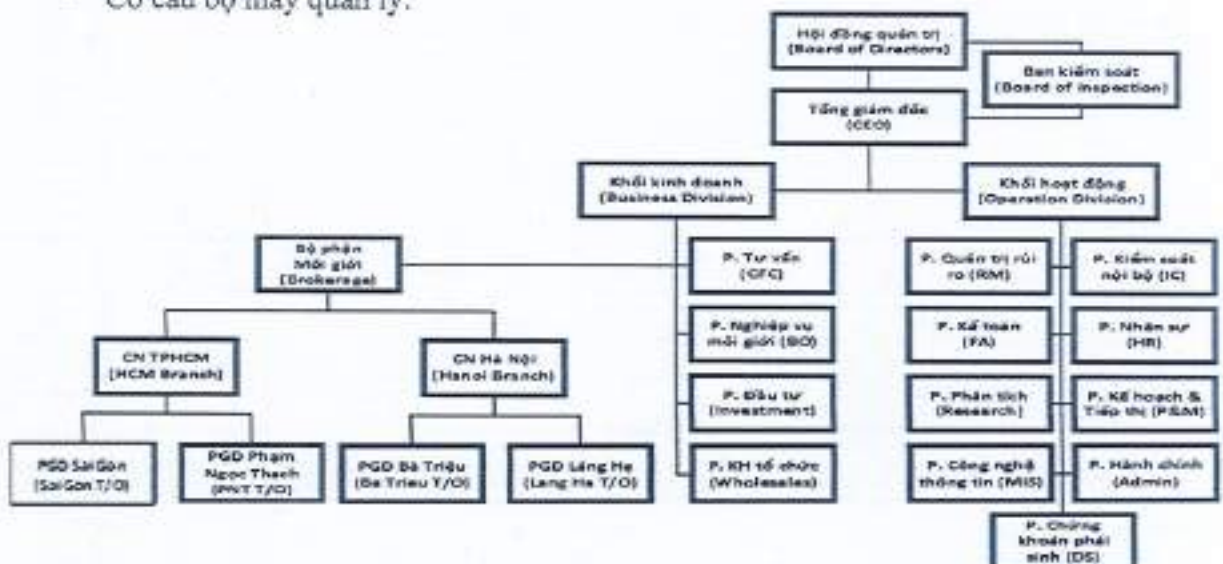 Cơ cấu bộ máy quản lý:
Hội đồng quản trị
(Board of Directors)
Ban kiểm soát
(Board of Inspection)
Tổng giám đốc
(CEO)
Khối kinh doanh
(Business Division)
Khối hoạt động
(Operation Division)
Bộ phận
Môi giới
(Brokerage)
P. Tư vấn
(CFC)
P. Quản trị rủi
ro (RM)
P. Kiểm soát
nội bộ (IC)
P. Nghiệp vụ
môi giới (BO)
P. Kế toán
(FA)
P. Nhân sự
(HR)
CN TPHCM
(HCM Branch)
CN Hà Nội
(Hanoi Branch)
P. Đầu tư
(Investment)
P. Phân tích
(Research)
P. Kế hoạch &
Tiếp thị (P&M)
PGD Sai Gon
(SaiGon T/O)
PGD Phạm
Ngọc Thạch
(PNT T/O)
PGD Bà Triệu
(Ba Trieu T/O)
PGD Láng Hạ
(Lang Ha T/O)
P. KH tổ chức
(Wholesales)
P. Công nghệ
thông tin (MIS)
P. Hành chính
(Admin)
P. Chứng
khoán phái
sinh (DS)